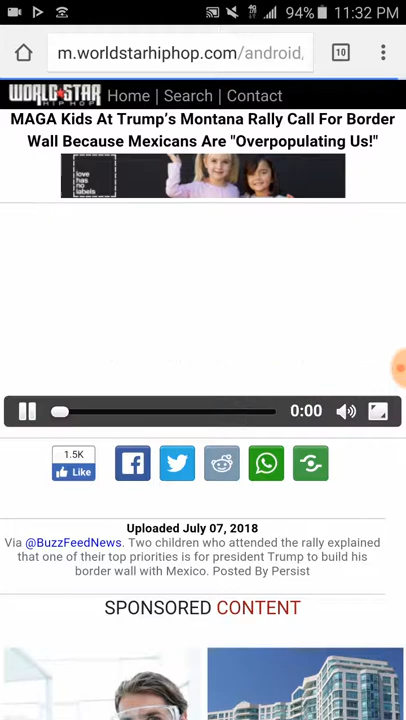 94% 11:32 PM
m.worldstarhiphop.com/android,
10
WORLD STAR
HIP HOP
Home | Search | Contact
MAGA Kids At Trump’s Montana Rally Call For Border
Wall Because Mexicans Are "Overpopulating Us!"
love
has
no
labels
0:00
1.5K
Like
Uploaded July 07, 2018
Via @BuzzFeedNews. Two children who attended the rally explained
that one of their top priorities is for president Trump to build his
border wall with Mexico. Posted By Persist
SPONSORED CONTENT